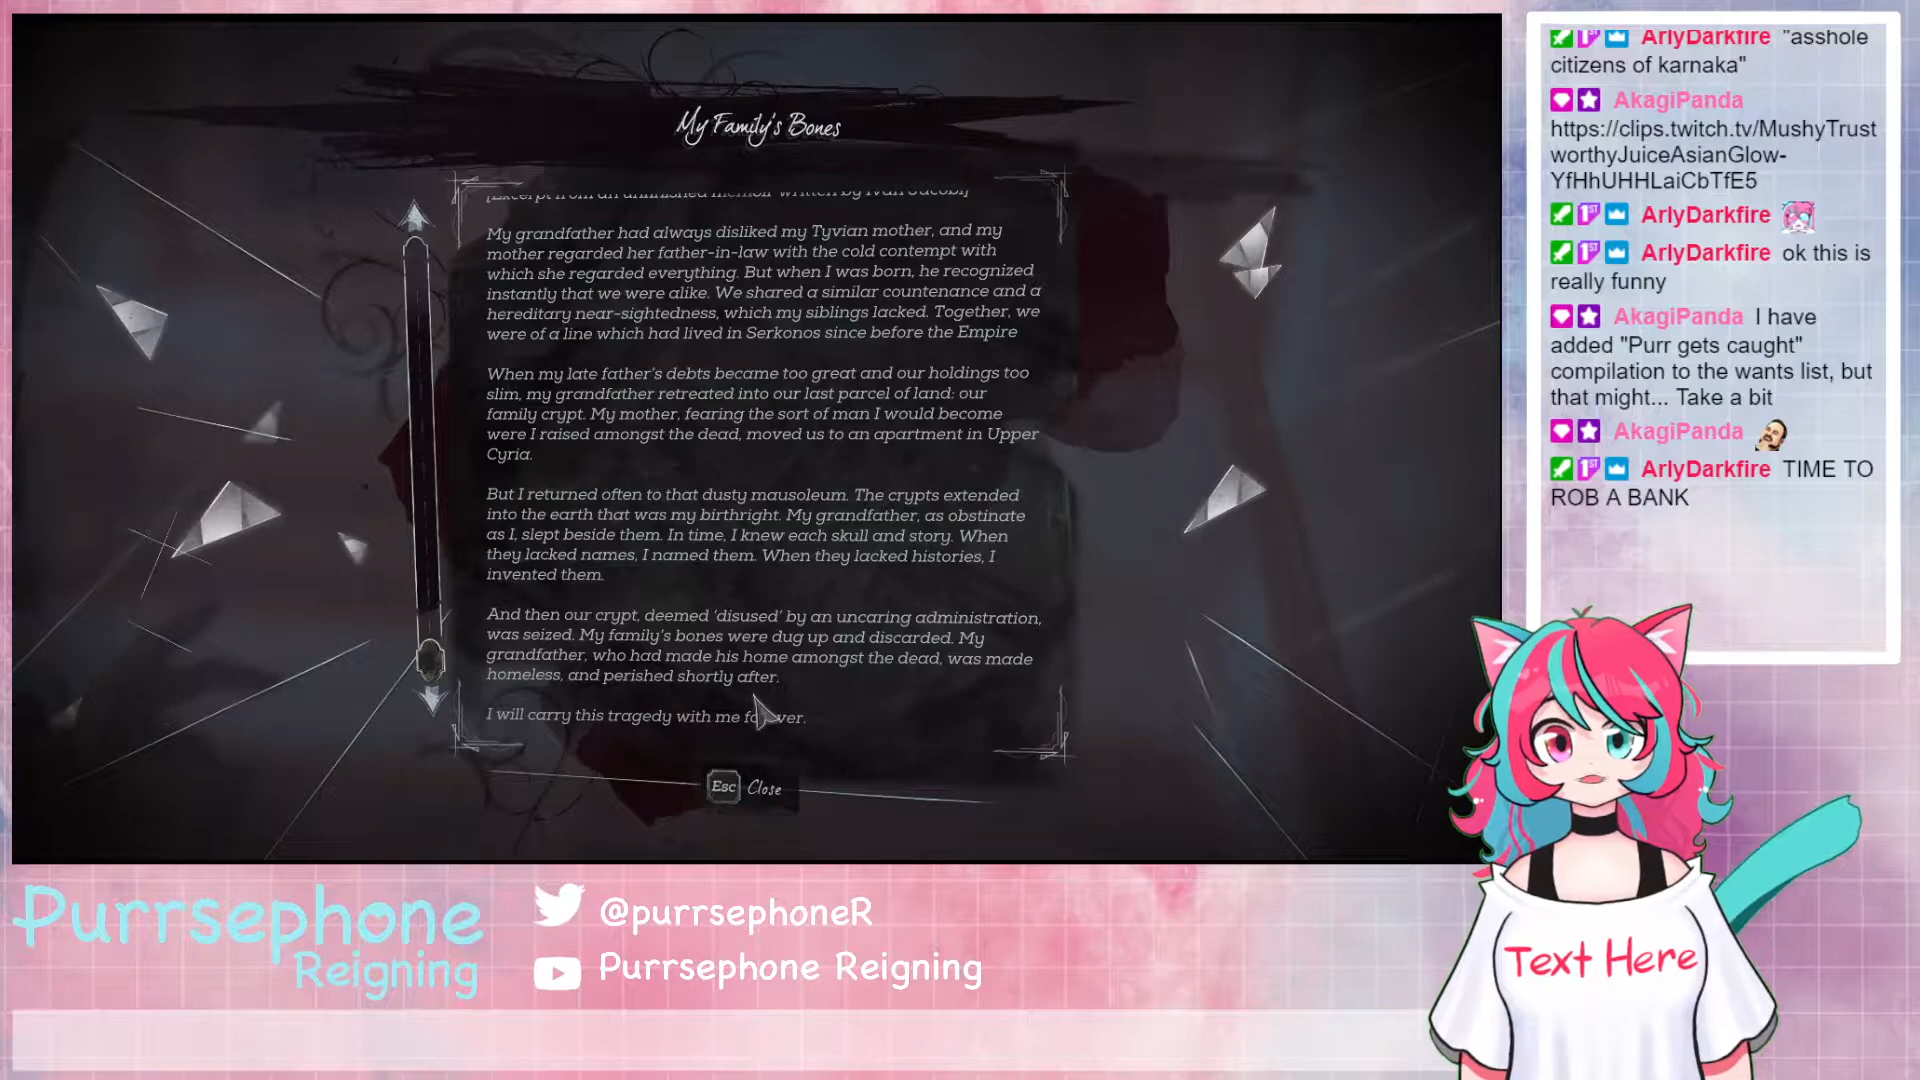 My Family's Bones
[Excerpt from an unfinished memoir written by Ivan Jacobi]
My grandfather had always disliked my Tyvian mother, and my
mother regarded her father-in-law with the cold contempt with
which she regarded everything. But when I was born, he recognized
instantly that we were alike. We shared a similar countenance and a
hereditary near-sightedness, which my siblings lacked. Together, we
were of a line which had lived in Serkonos since before the Empire
When my late father's debts became too great and our holdings too
slim, my grandfather retreated into our last parcel of land: our
family crypt. My mother, fearing the sort of man I would become
were I raised amongst the dead, moved us to an apartment in Upper
Cyria.
But I returned often to that dusty mausoleum. The crypts extended
into the earth that was my birthright. My grandfather, as obstinate
as I, slept beside them. In time, I knew each skull and story. When
they lacked names, I named them. When they lacked histories, I
invented them.
And then our crypt, deemed 'disused' by an uncaring administration,
was seized. My family's bones were dug up and discarded. My
grandfather, who had made his home amongst the dead, was made
homeless, and perished shortly after.
I will carry this tragedy with me forever.
Esc Close
ArlyDarkfire "asshole
citizens of karnaka"
AkagiPanda
https://clips.twitch.tv/MushyTrust
worthyJuiceAsianGlow-
YfHhUHHLaiCbTfE5
ArlyDarkfire
ArlyDarkfire ok this is
really funny
AkagiPanda I have
added "Purr gets caught"
compilation to the wants list, but
that might... Take a bit
AkagiPanda
ArlyDarkfire TIME TO
ROB A BANK
Purrsephone
Reigning
@purrsephoneR
Purrsephone Reigning
Text Here